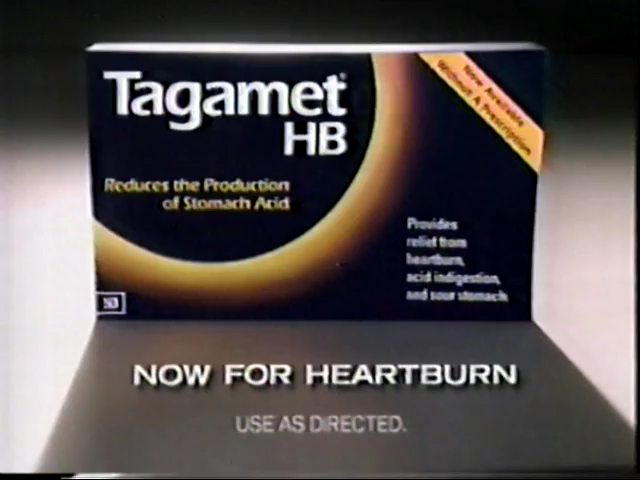 Tagamet®
HB
Now Available
Without A Prescription
Reduces the Production
of Stomach Acid
Provides
relief from
heartburn,
acid indigestion,
and sour stomach
NOW FOR HEARTBURN
USE AS DIRECTED.